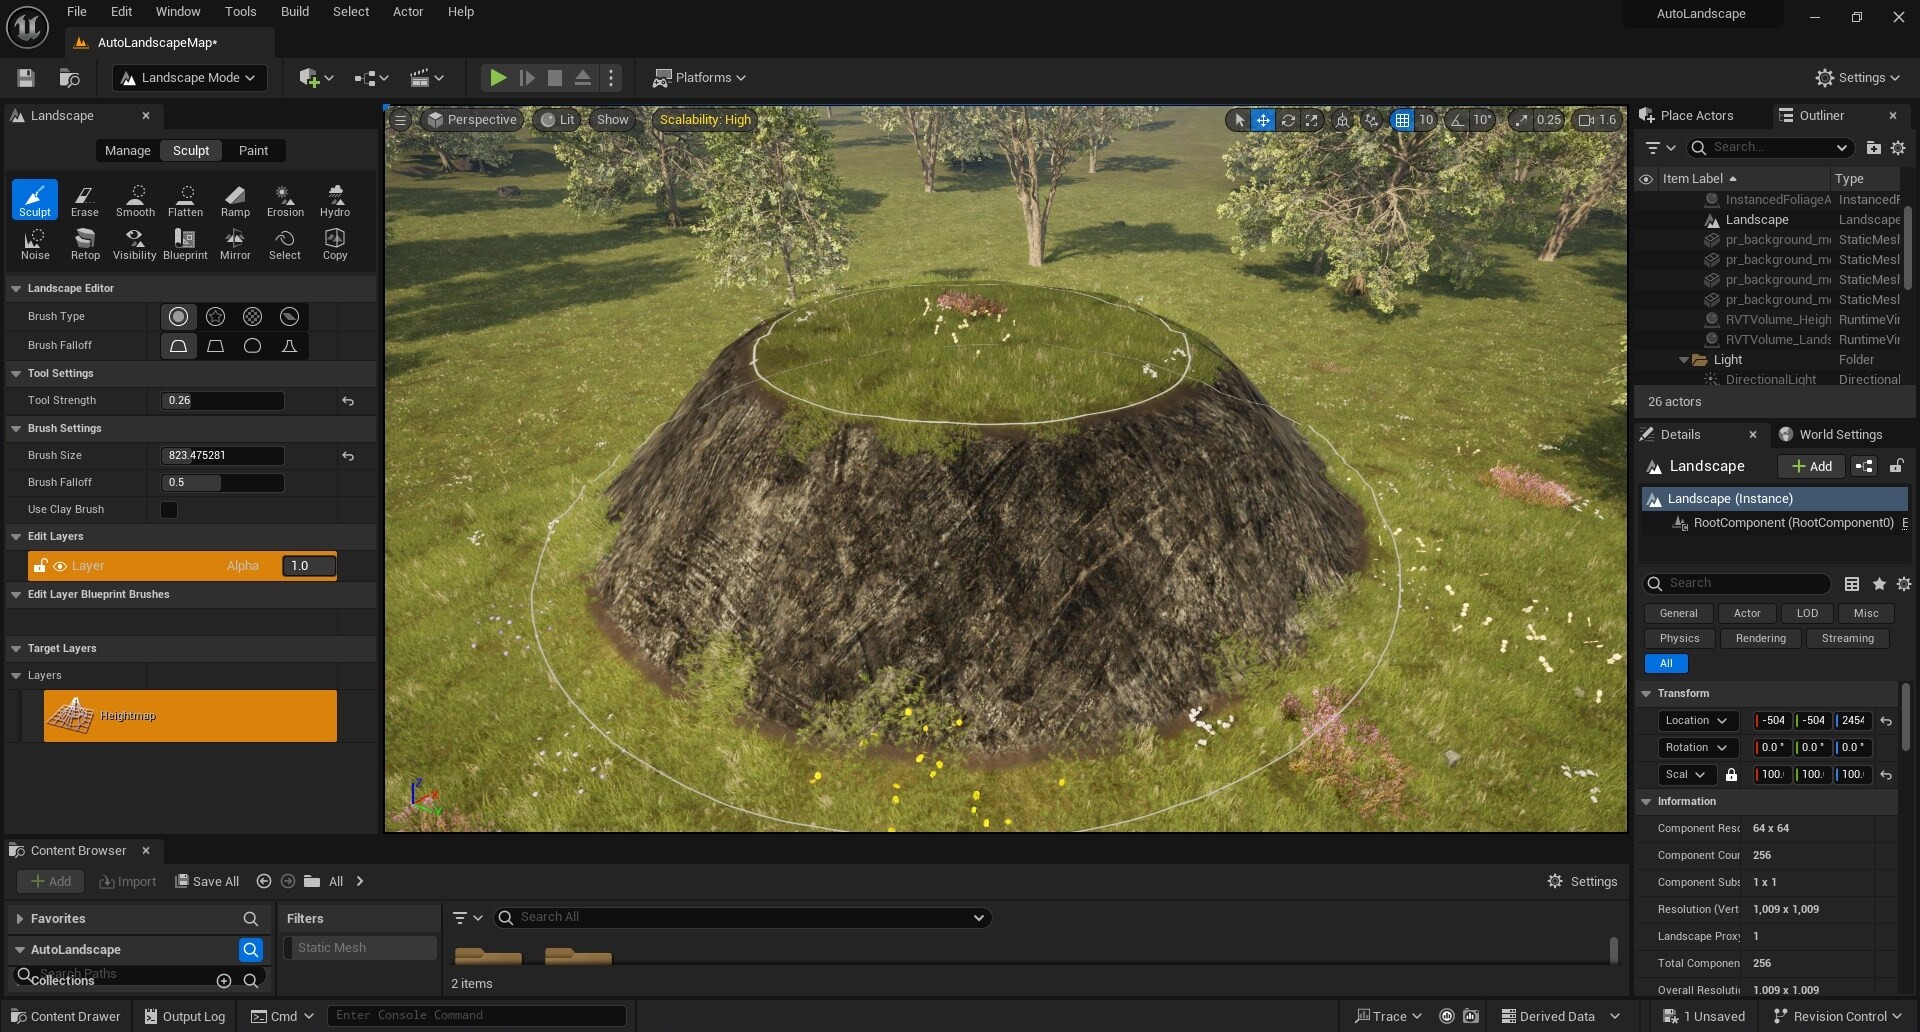 File Edit Window Tools Build Select Actor Help
AutoLandscape
AutoLandscapeMap*
Landscape Mode
Platforms
Settings
Landscape
Manage Sculpt Paint
Sculpt Erase Smooth Flatten Ramp Erosion Hydro
Noise Retop Visibility Blueprint Mirror Select Copy
Landscape Editor
Brush Type
Brush Falloff
Tool Settings
Tool Strength 0.26
Brush Settings
Brush Size 823.475281
Brush Falloff 0.5
Use Clay Brush
Edit Layers
Layer Alpha 1.0
Edit Layer Blueprint Brushes
Target Layers
Layers
Heightmap
Perspective Lit Show Scalability: High
10 10° 0.25 1.6
Z
X
Y
Place Actors Outliner
Search...
Item Label Type
InstancedFoliageA InstancedF
Landscape Landscape
pr_background_m StaticMesh
pr_background_m StaticMesh
pr_background_m StaticMesh
pr_background_m StaticMesh
RVTVolume_Heigh RuntimeVir
RVTVolume_Lands RuntimeVir
Light Folder
DirectionalLight Directional
26 actors
Details World Settings
Landscape Add
Landscape (Instance)
RootComponent (RootComponent0) E
Search
General Actor LOD Misc
Physics Rendering Streaming
All
Transform
Location -504 -504 2454
Rotation 0.0 ° 0.0 ° 0.0 °
Scal 100. 100. 100.
Information
Component Reso 64 x 64
Component Coun 256
Component Subs 1 x 1
Resolution (Vert 1,009 x 1,009
Landscape Proxy 1
Total Componen 256
Overall Resoluti 1,009 x 1,009
Content Browser
Add Import Save All All
Settings
Favorites
AutoLandscape
Search Paths
Collections
Filters
Static Mesh
Search All
2 items
Content Drawer Output Log Cmd Enter Console Command
Trace Derived Data 1 Unsaved Revision Control